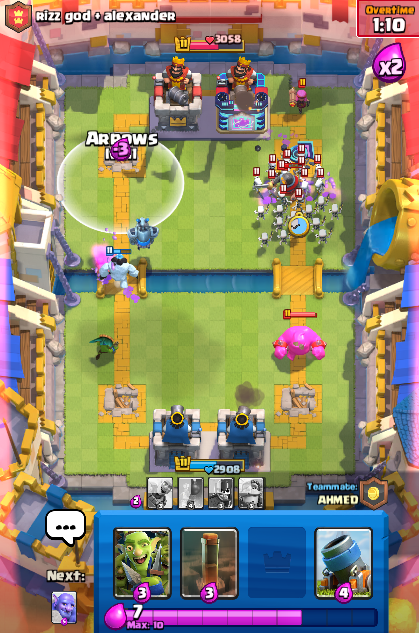 rizz god + alexander
Overtime
1:10
x2
3058
Arrows
-3
2908
2
Teammate:
AHMED
...
3
3
4
Next:
7
Max: 10